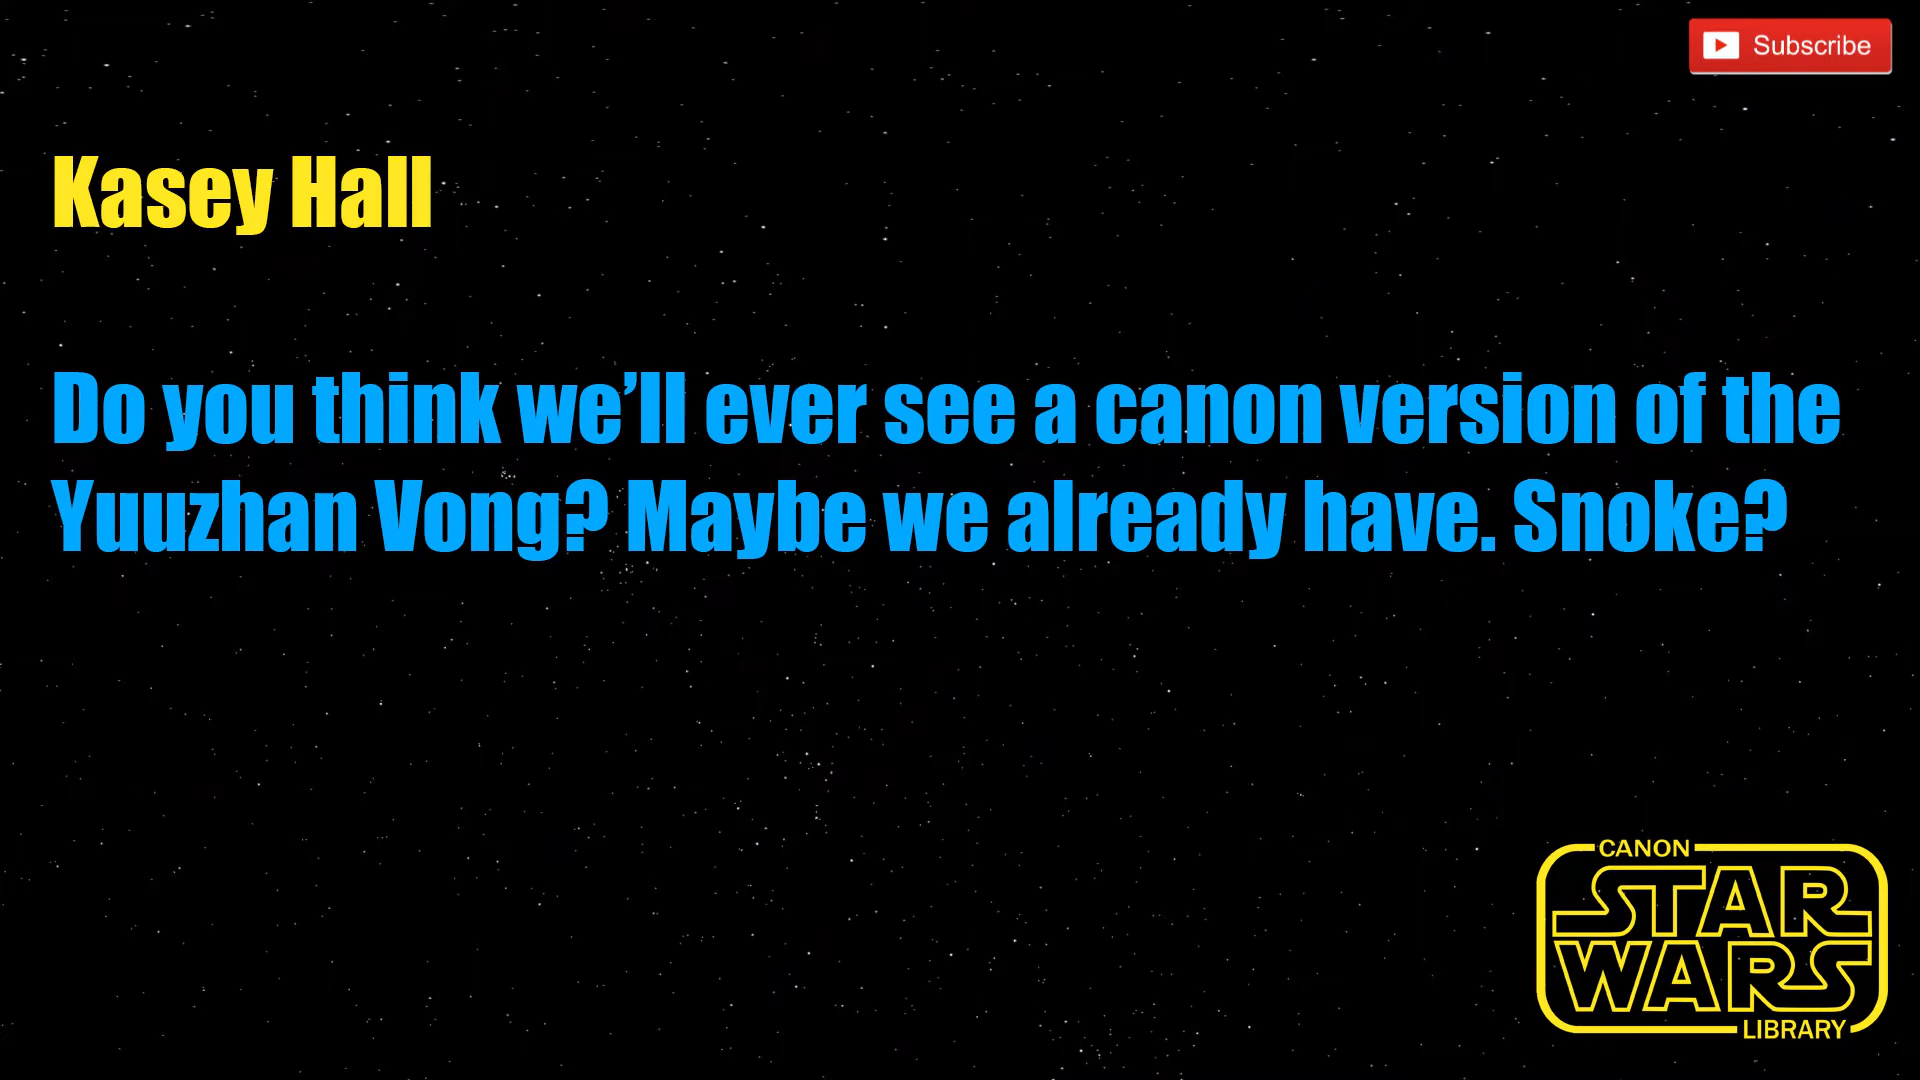 Subscribe
Kasey Hall
Do you think we’ll ever see a canon version of the
Yuuzhan Vong? Maybe we already have. Snoke?
CANON
STAR
WARS
LIBRARY